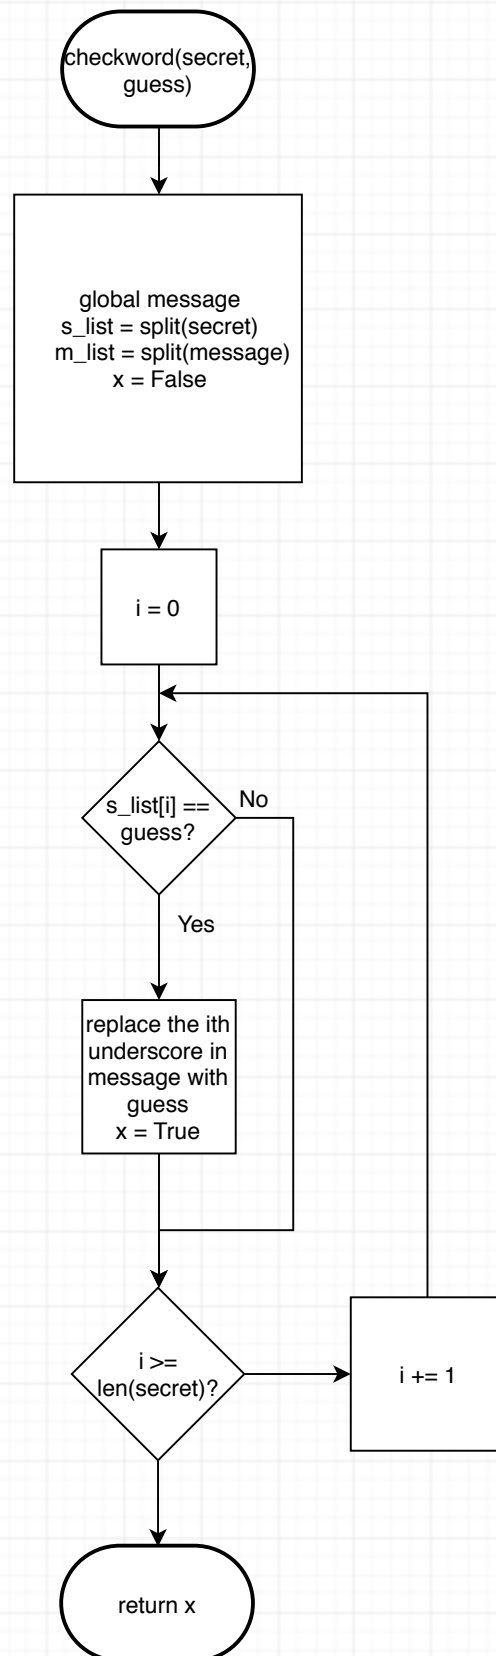 checkword(secret,
guess)
global message
s_list = split(secret)
m_list = split(message)
x = False
i = 0
s_list[i] ==
guess?
No
Yes
replace the ith
underscore in
message with
guess
x = True
i >=
len(secret)?
i += 1
return x